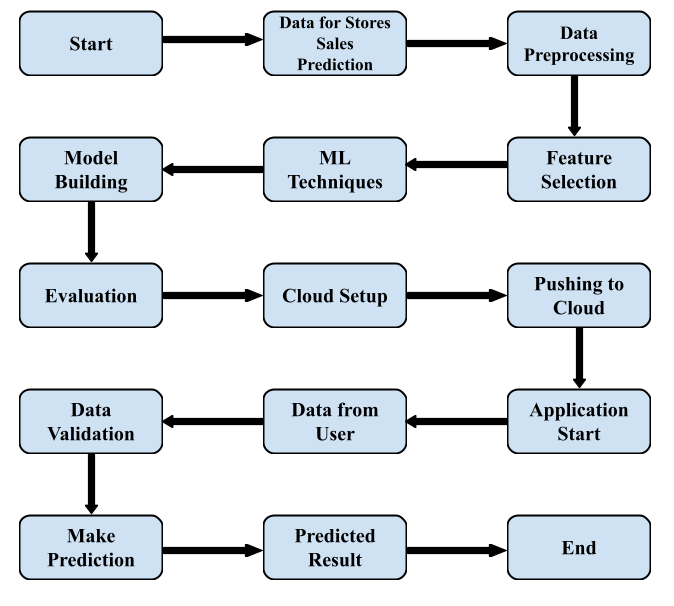 Start
Data for Stores
Sales
Prediction
Data
Preprocessing
Model
Building
ML
Techniques
Feature
Selection
Evaluation
Cloud Setup
Pushing to
Cloud
Data
Validation
Data from
User
Application
Start
Make
Prediction
Predicted
Result
End